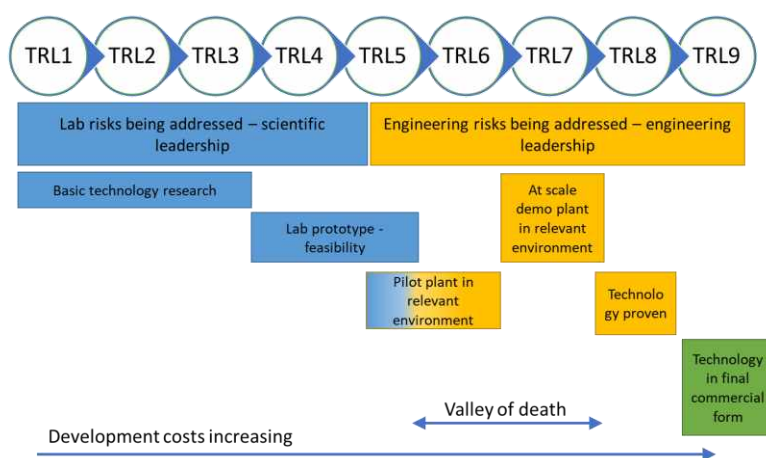 TRL1 TRL2 TRL3 TRL4 TRL5 TRL6 TRL7 TRL8 TRL9
Lab risks being addressed – scientific
leadership
Engineering risks being addressed – engineering
leadership
Basic technology research
At scale
demo plant
in relevant
environment
Lab prototype -
feasibility
Pilot plant in
relevant
environment
Technolo
gy proven
Technology
in final
commercial
form
Valley of death
Development costs increasing